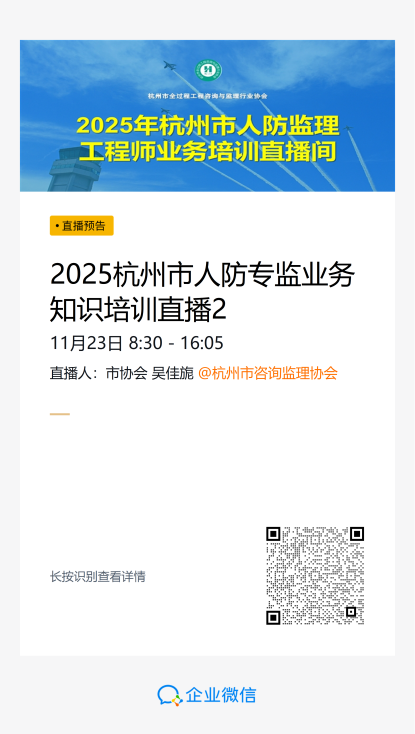 杭州市全过程工程咨询与监理行业协会
2025年杭州市人防监理
工程师业务培训直播间
• 直播预告
2025杭州市人防专监业务
知识培训直播2
11月23日 8:30 - 16:05
直播人：市协会 吴佳旎 @杭州市咨询监理协会
长按识别查看详情
企业微信